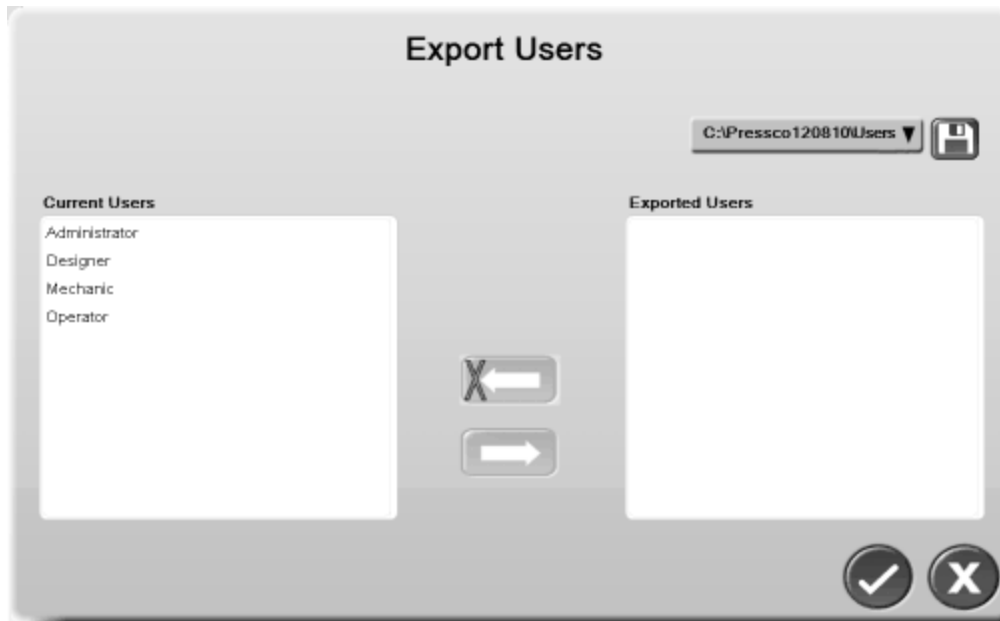 Export Users
C:\Pressco120810\Users
Current Users
Administrator
Designer
Mechanic
Operator
Exported Users